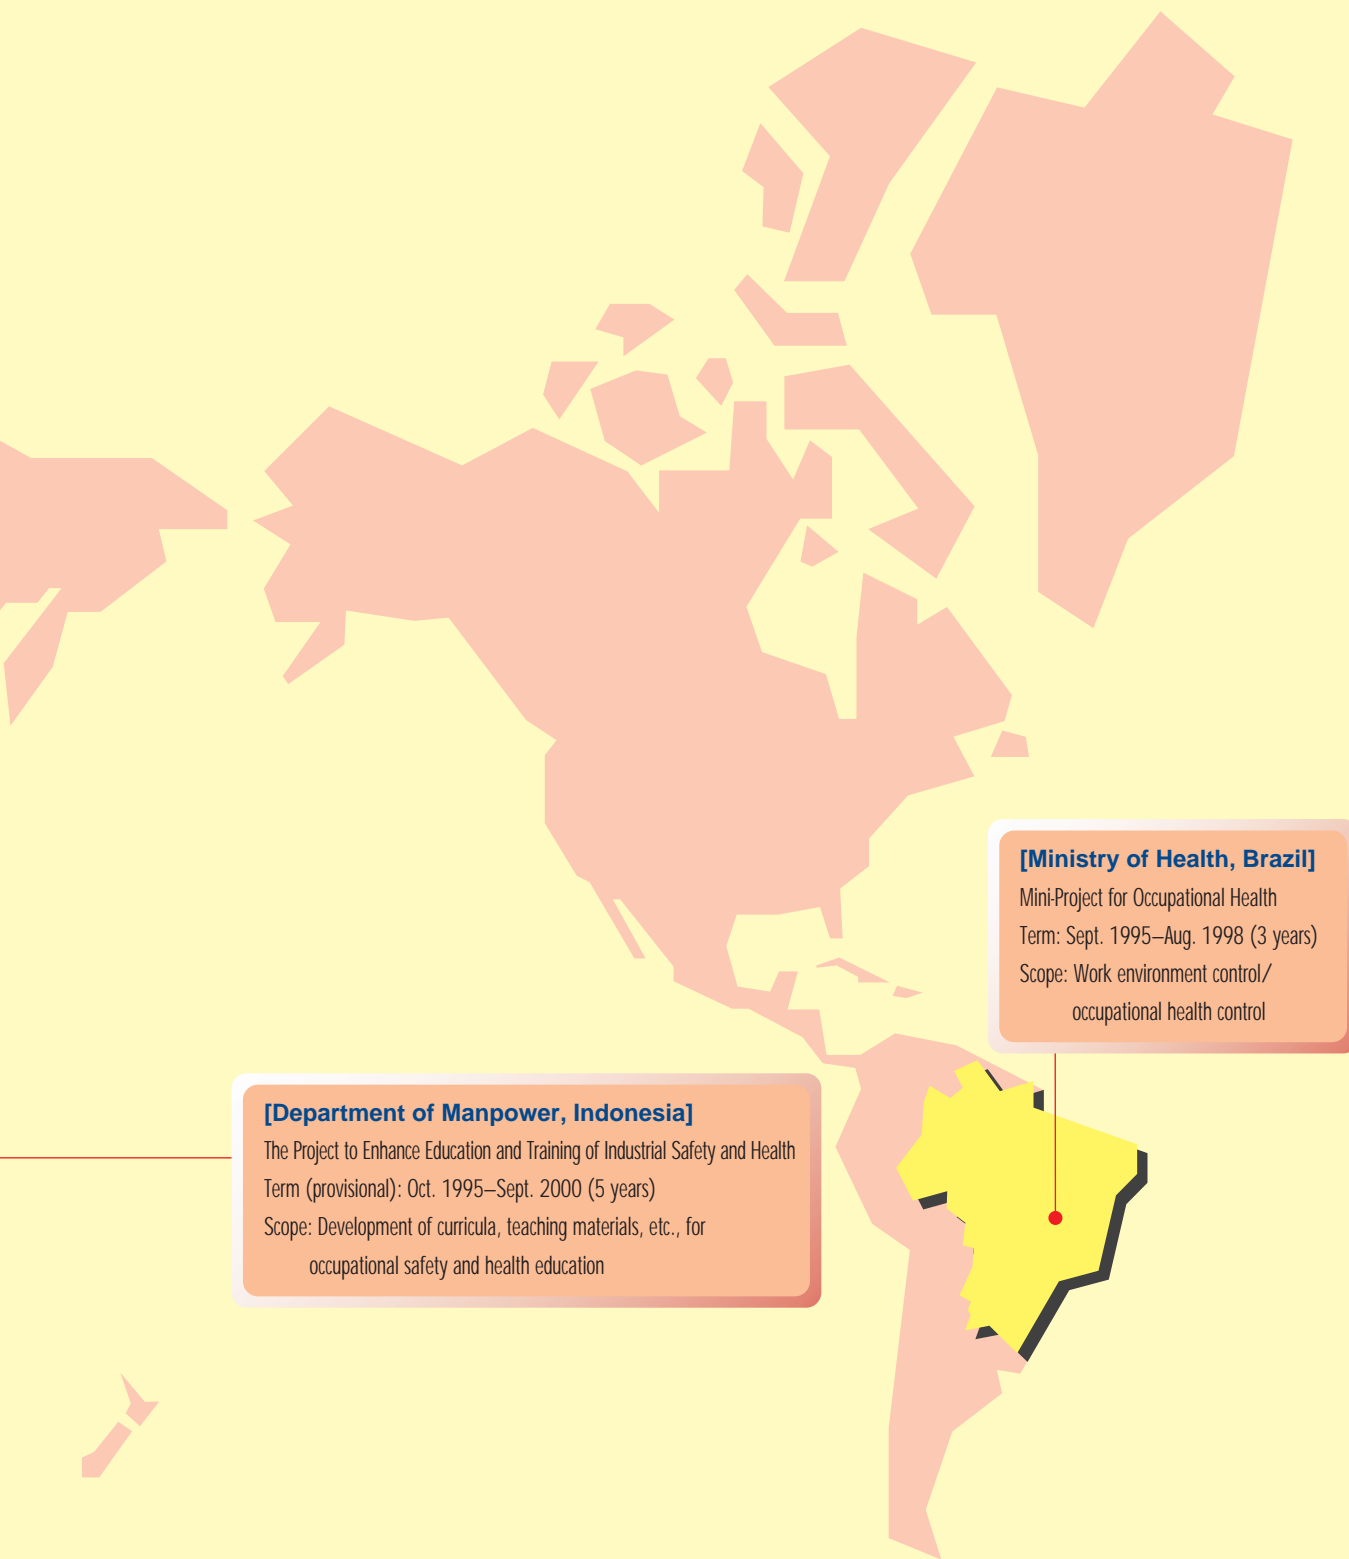 [Ministry of Health, Brazil]
Mini-Project for Occupational Health
Term: Sept. 1995–Aug. 1998 (3 years)
Scope: Work environment control/
occupational health control
[Department of Manpower, Indonesia]
The Project to Enhance Education and Training of Industrial Safety and Health
Term (provisional): Oct. 1995–Sept. 2000 (5 years)
Scope: Development of curricula, teaching materials, etc., for
occupational safety and health education